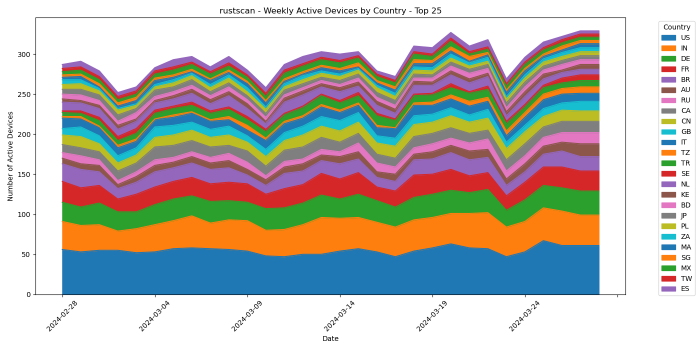 rustscan - Weekly Active Devices by Country - Top 25
Number of Active Devices
300
250
200
150
100
50
0
2024-02-28
2024-03-04
2024-03-09
2024-03-14
2024-03-19
2024-03-24
Date
Country
US
IN
DE
FR
BR
AU
RU
CA
CN
GB
IT
TZ
TR
SE
NL
KE
BD
JP
PL
ZA
MA
SG
MX
TW
ES